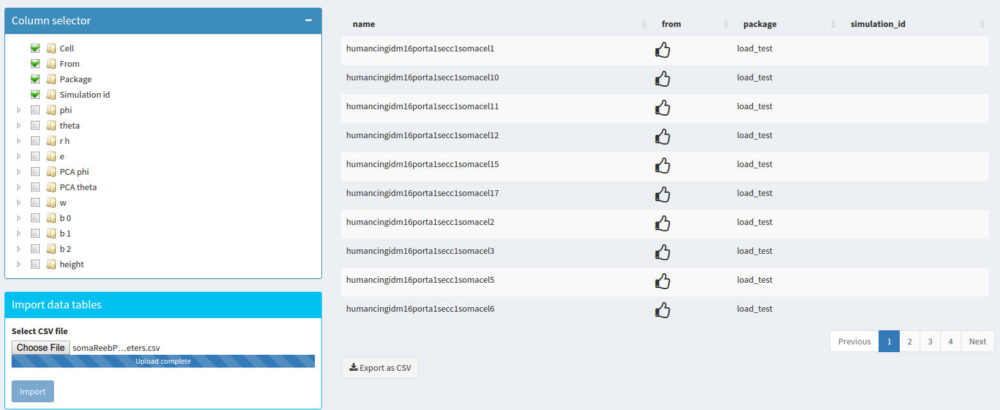 Column selector
Cell
From
Package
Simulation id
phi
theta
r h
e
PCA phi
PCA theta
w
b 0
b 1
b 2
height
Import data tables
Select CSV file
Choose File somaReebP…eters.csv
Upload complete
Import
name from package simulation_id
humancingidm16porta1secc1somacel1 load_test
humancingidm16porta1secc1somacel10 load_test
humancingidm16porta1secc1somacel11 load_test
humancingidm16porta1secc1somacel12 load_test
humancingidm16porta1secc1somacel15 load_test
humancingidm16porta1secc1somacel17 load_test
humancingidm16porta1secc1somacel2 load_test
humancingidm16porta1secc1somacel3 load_test
humancingidm16porta1secc1somacel5 load_test
humancingidm16porta1secc1somacel6 load_test
Previous 1 2 3 4 Next
Export as CSV